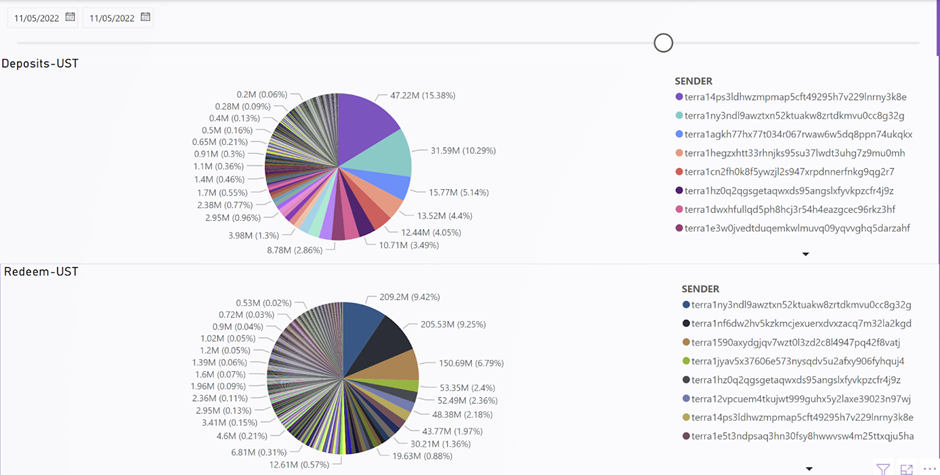 11/05/2022 11/05/2022
Deposits-UST
0.2M (0.06%)
0.28M (0.09%)
0.4M (0.13%)
0.5M (0.16%)
0.65M (0.21%)
0.91M (0.3%)
1.1M (0.36%)
1.4M (0.46%)
1.7M (0.55%)
2.38M (0.77%)
2.95M (0.96%)
3.98M (1.3%)
8.78M (2.86%)
47.22M (15.38%)
31.59M (10.29%)
15.77M (5.14%)
13.52M (4.4%)
12.44M (4.05%)
10.71M (3.49%)
SENDER
terra14ps3ldhwzmpmap5cft49295h7v229lnrny3k8e
terra1ny3ndl9awztxn52ktuakw8zrtdkmvu0cc8g32g
terra1agkh77hx77t034r067rwaw6w5dq8ppn74ukqkx
terra1hegzxhtt33rhnjks95su37lwdt3uhg7z9mu0mh
terra1cn2fh0k8f5ywzjl2s947xrpdnnerfnkg9qg2r7
terra1hz0q2qgsgetaqwxds95angslxfyvkpzcfr4j9z
terra1dwxhfullqd5ph8hcj3r54h4eazgcec96rkz3hf
terra1e3w0jvedtduqemkwlmuvq09yqvvghq5darzahf
Redeem-UST
0.53M (0.02%)
0.72M (0.03%)
0.9M (0.04%)
1.02M (0.05%)
1.2M (0.05%)
1.39M (0.06%)
1.6M (0.07%)
1.96M (0.09%)
2.36M (0.11%)
2.95M (0.13%)
3.41M (0.15%)
4.6M (0.21%)
6.81M (0.31%)
12.61M (0.57%)
209.2M (9.42%)
205.53M (9.25%)
150.69M (6.79%)
53.35M (2.4%)
52.49M (2.36%)
48.38M (2.18%)
43.77M (1.97%)
30.21M (1.36%)
19.63M (0.88%)
SENDER
terra1ny3ndl9awztxn52ktuakw8zrtdkmvu0cc8g32g
terra1nf6dw2hv5kzkmcjexuerxdvxzacq7m32la2kgd
terra1590axydgjqv7wzt0l3zd2c8l4947pq42f8vatj
terra1jyav5x37606e573nysqdv5u2afxy906fyhquj4
terra1hz0q2qgsgetaqwxds95angslxfyvkpzcfr4j9z
terra12vpcuem4tkujwt999guhx5y2laxe39023n97wj
terra14ps3ldhwzmpmap5cft49295h7v229lnrny3k8e
terra1e5t3ndpsaq3hn30fsy8hwwvsw4m25ttxqju5ha